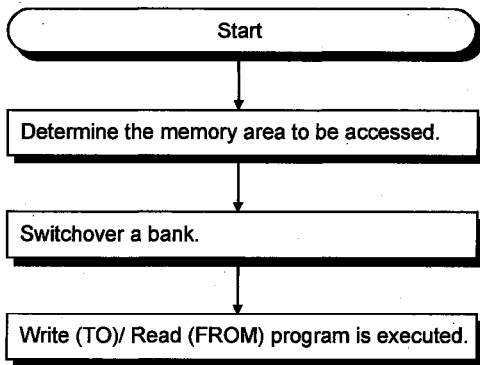 Start
Determine the memory area to be accessed.
Switchover a bank.
Write (TO)/ Read (FROM) program is executed.